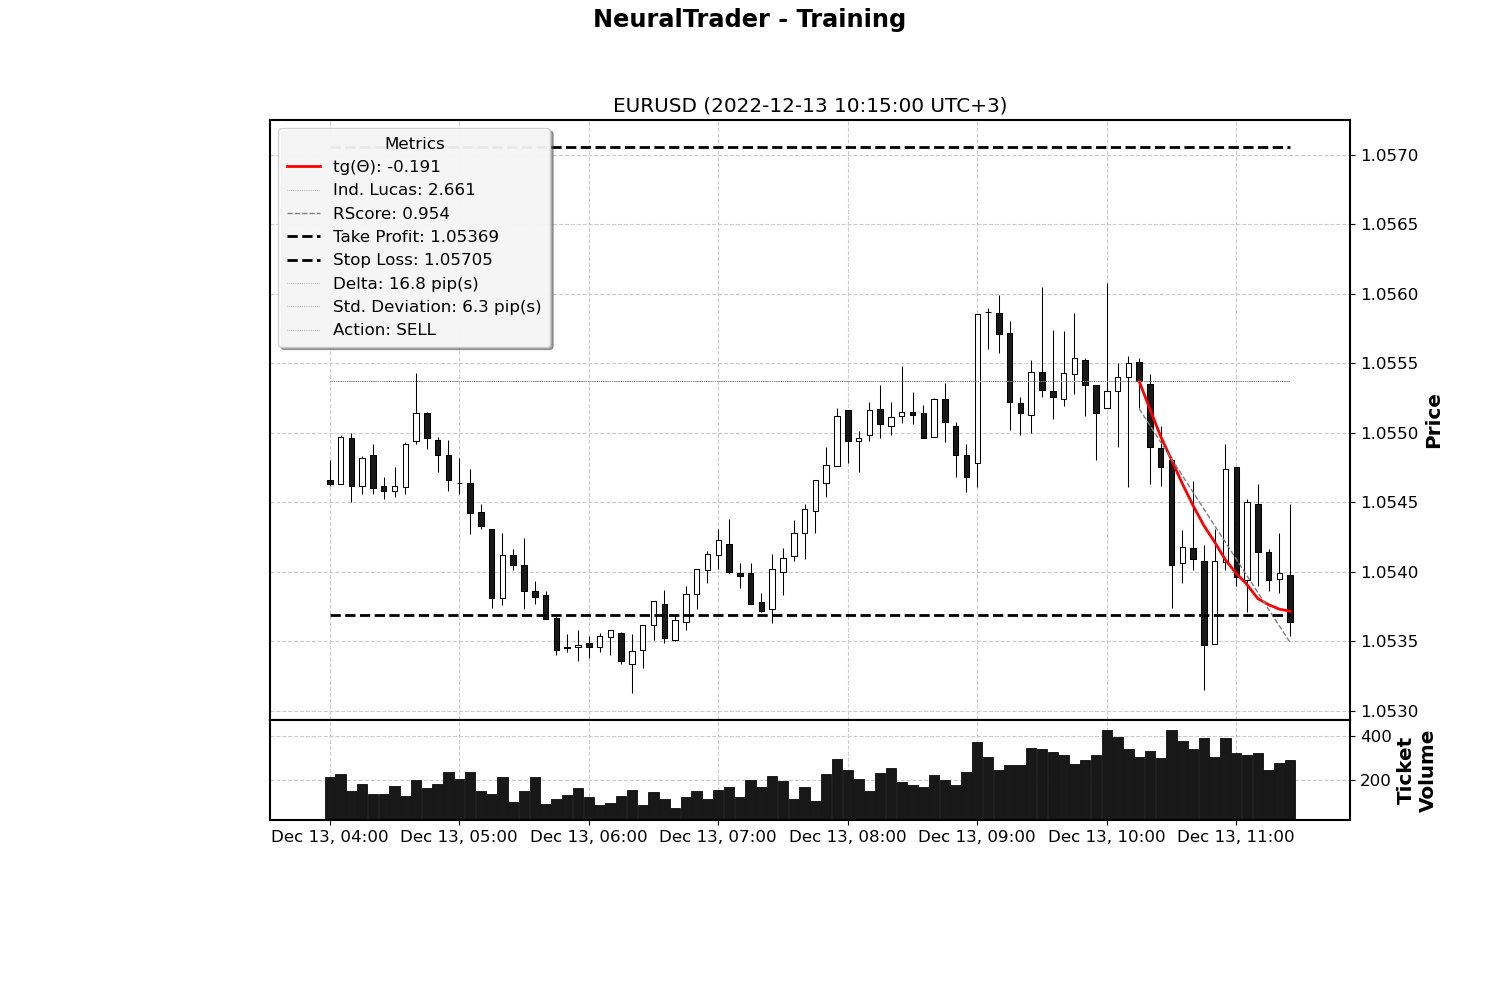 NeuralTrader - Training
EURUSD (2022-12-13 10:15:00 UTC+3)
Metrics
tg(Θ): -0.191
Ind. Lucas: 2.661
RScore: 0.954
Take Profit: 1.05369
Stop Loss: 1.05705
Delta: 16.8 pip(s)
Std. Deviation: 6.3 pip(s)
Action: SELL
1.0570
1.0565
1.0560
1.0555
1.0550
1.0545
1.0540
1.0535
1.0530
Price
400
200
Ticket
Volume
Dec 13, 04:00 Dec 13, 05:00 Dec 13, 06:00 Dec 13, 07:00 Dec 13, 08:00 Dec 13, 09:00 Dec 13, 10:00 Dec 13, 11:00